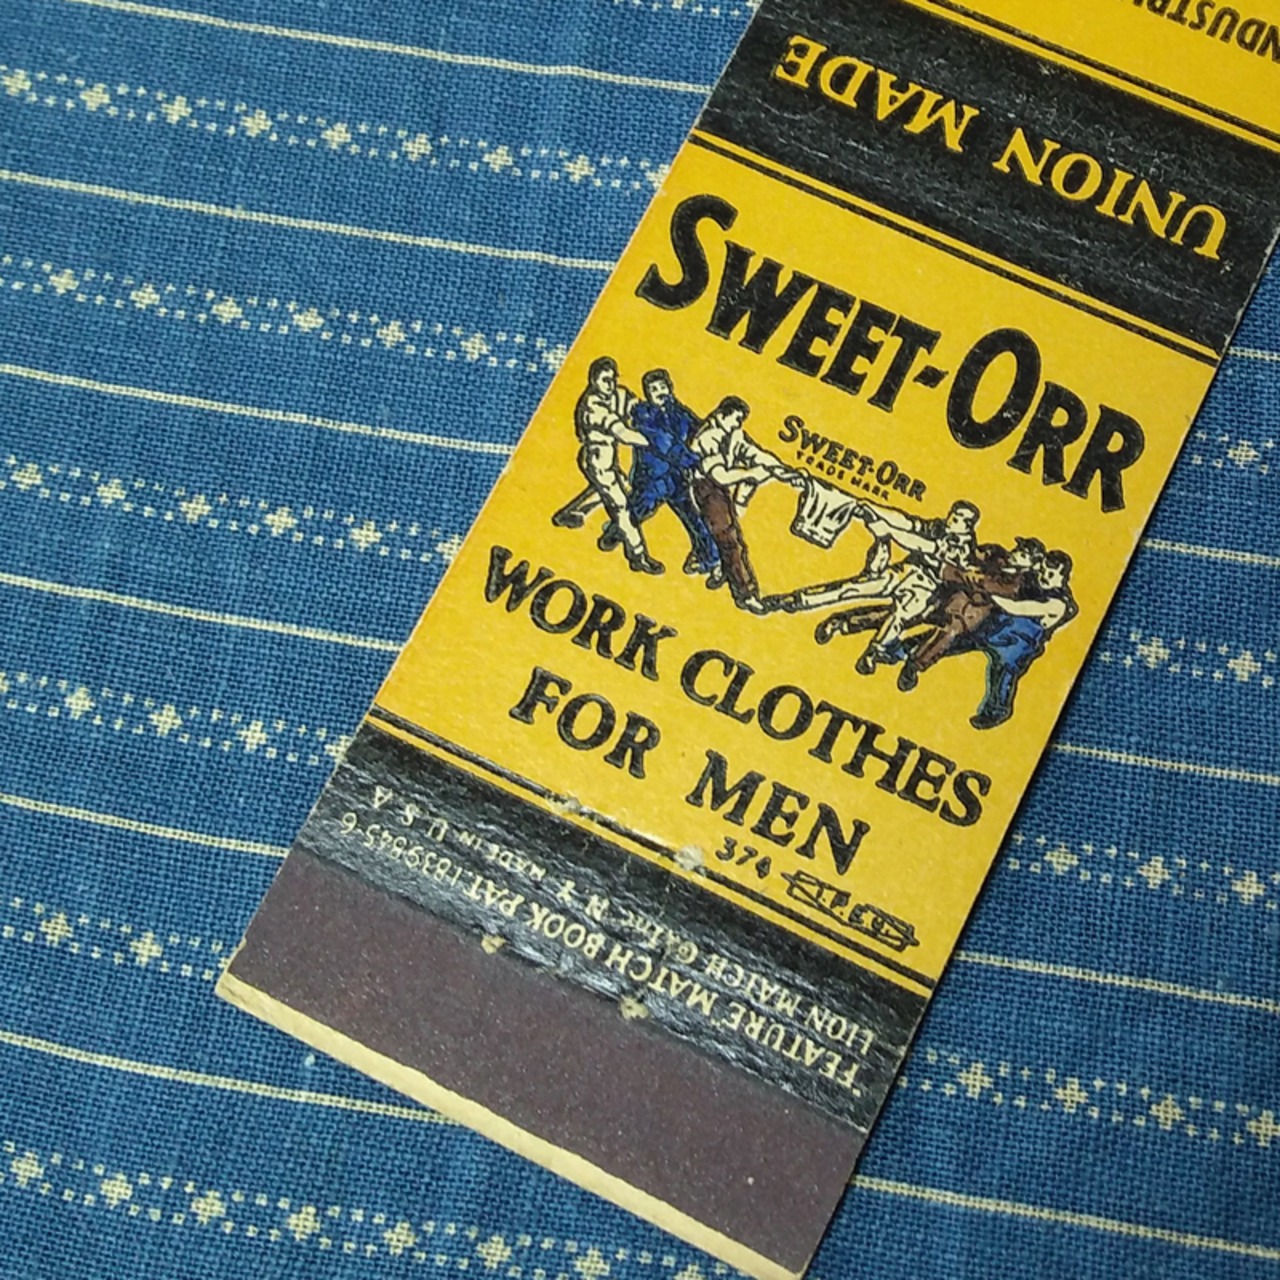 UNION MADE
SWEET-ORR
SWEET-ORR
TRADE MARK
WORK CLOTHES
FOR MEN
374
"FEATURE MATCH BOOK PAT. 1839845-6
LION MATCH CO. INC. N.Y. MADE IN U S A